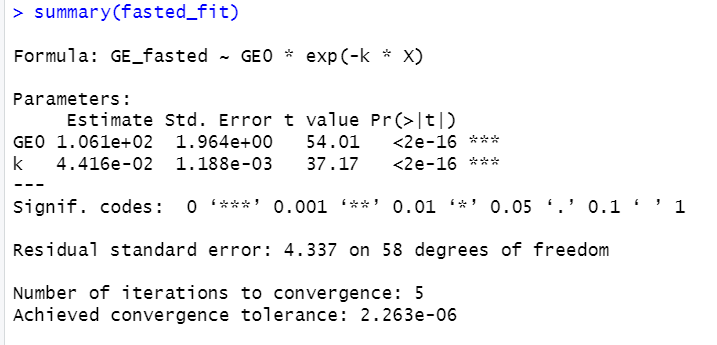 > summary(fasted_fit)
Formula: GE_fasted ~ GE0 * exp(-k * X)
Parameters:
Estimate Std. Error t value Pr(>|t|)
GE0 1.061e+02 1.964e+00 54.01 <2e-16 ***
k 4.416e-02 1.188e-03 37.17 <2e-16 ***
---
Signif. codes: 0 ‘***’ 0.001 ‘**’ 0.01 ‘*’ 0.05 ‘.’ 0.1 ‘ ’ 1
Residual standard error: 4.337 on 58 degrees of freedom
Number of iterations to convergence: 5
Achieved convergence tolerance: 2.263e-06